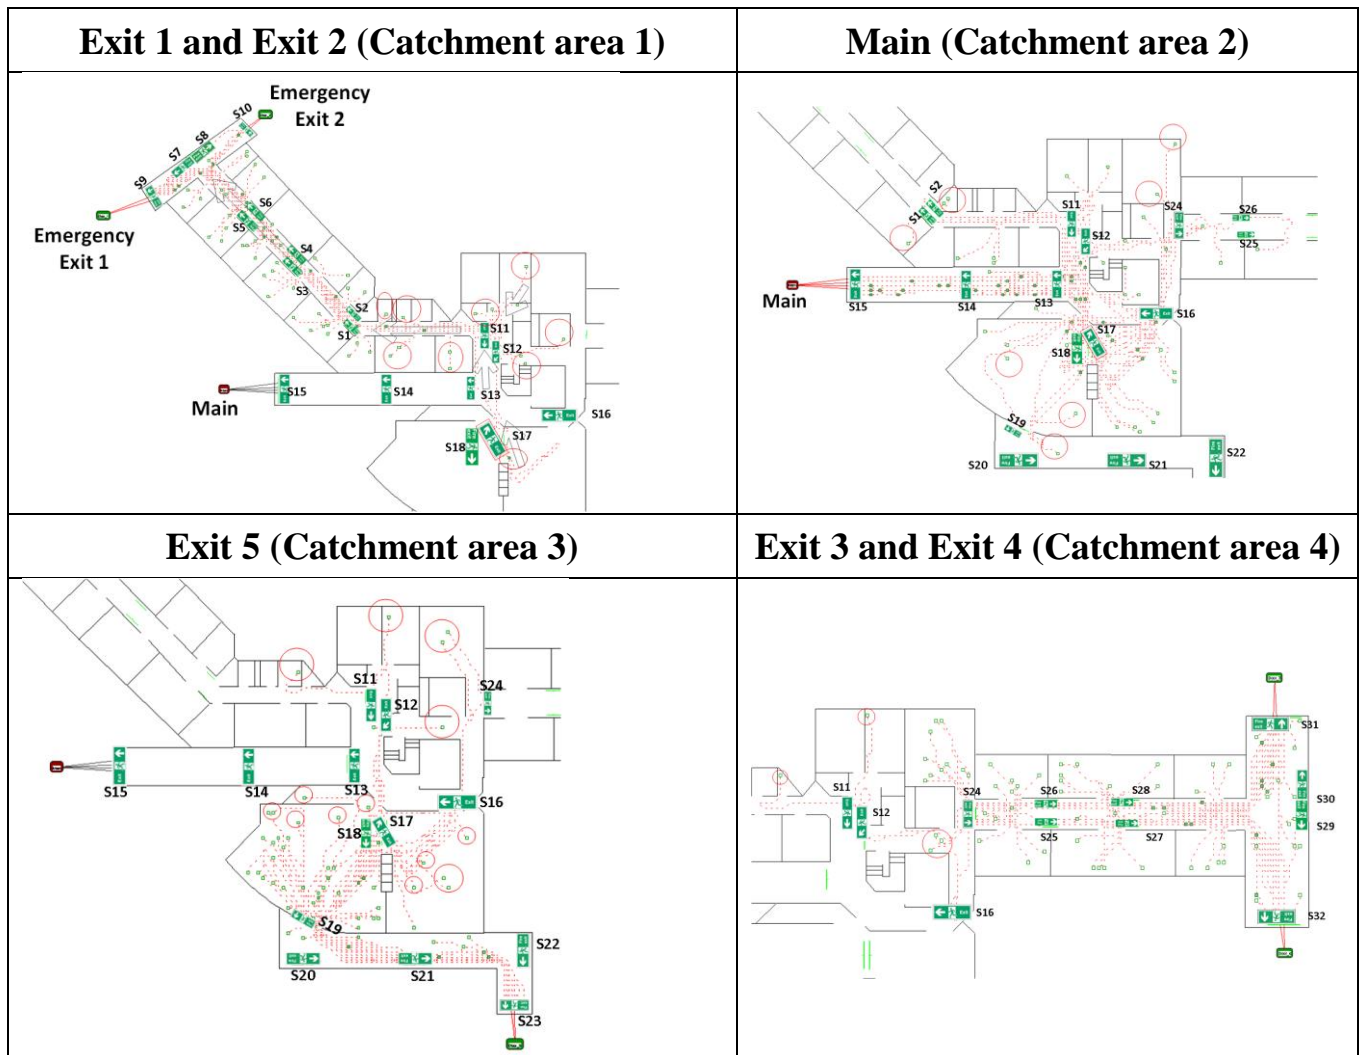 Exit 1 and Exit 2 (Catchment area 1)
Main (Catchment area 2)
Emergency
Exit 2
S10
S8
S7
S9
Emergency
Exit 1
S6
S5
S4
S3
S2
S1
S11
S12
S15
S14
S13
Main
S16
Exit
S17
S18
S2
S1
S11
S24
S26
S12
S25
Main
S15
S14
S13
S16
Exit
S17
S18
S19
S20
S21
S22
Exit 5 (Catchment area 3)
Exit 3 and Exit 4 (Catchment area 4)
S11
S12
S24
S15
S14
S13
S16
Exit
S17
S18
S19
S20
S21
S22
S23
S31
S11
S12
S24
S26
S28
S30
S25
S27
S29
S16
Exit
S32